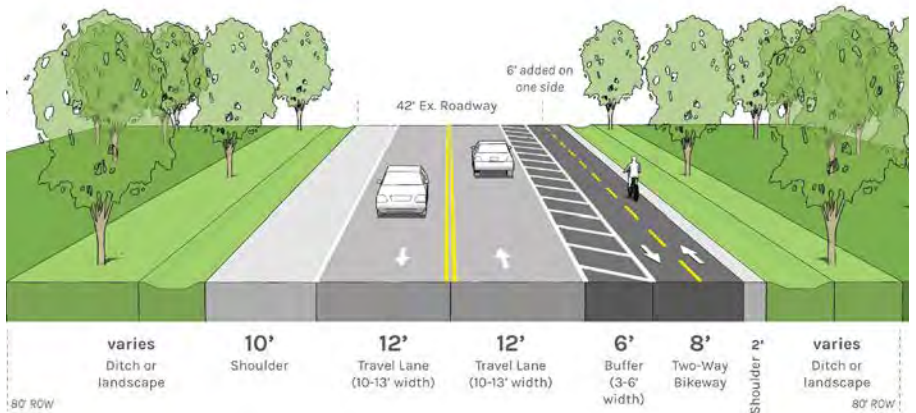 6' added on
one side
42' Ex. Roadway
varies
Ditch or
landscape
10'
Shoulder
12'
Travel Lane
(10-13' width)
12'
Travel Lane
(10-13' width)
6'
Buffer
(3-6'
width)
8'
Two-Way
Bikeway
2'
Shoulder
varies
Ditch or
landscape
80' ROW
80' ROW